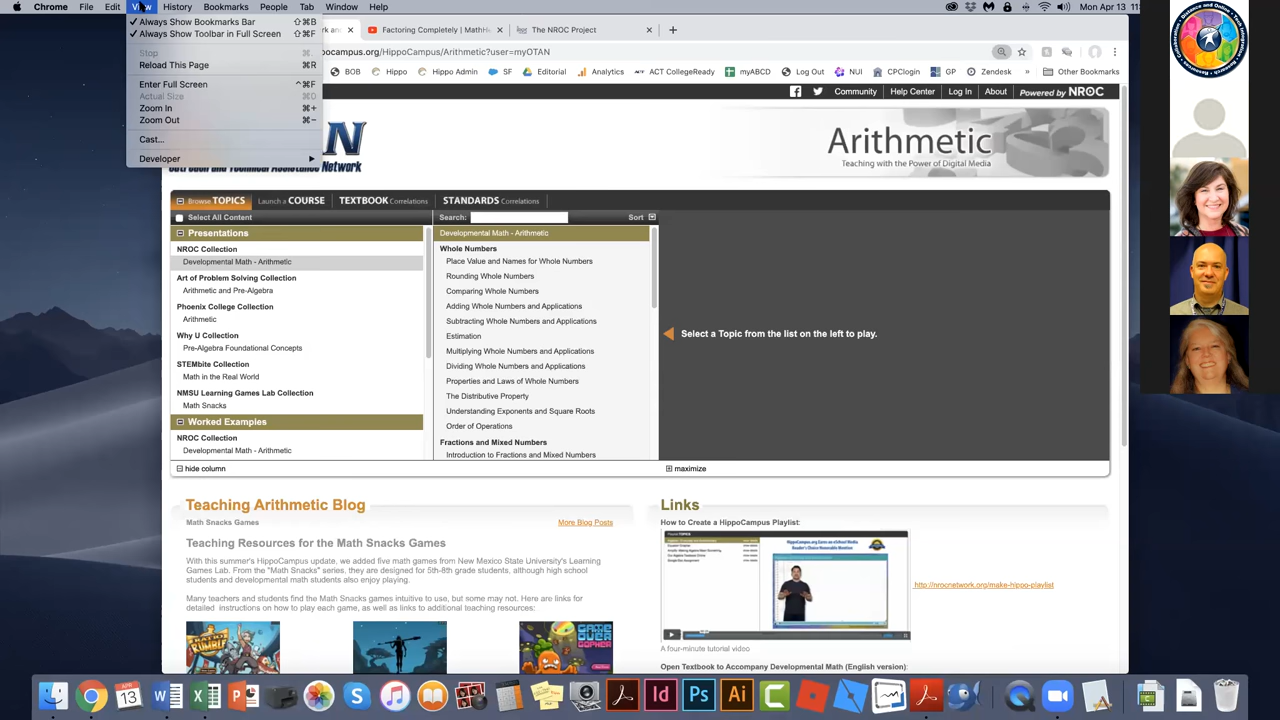 Chrome File Edit View History Bookmarks People Tab Window Help Mon Apr 13
Always Show Bookmarks Bar ⇧⌘B
Always Show Toolbar in Full Screen ⇧⌘F
Stop
Reload This Page ⌘R
Enter Full Screen ^⌘F
Actual Size
Zoom In ⌘+
Zoom Out ⌘−
Cast...
Developer
Factoring Completely | MathH
The NROC Project
pocampus.org/HippoCampus/Arithmetic?user=myOTAN
BOB Hippo Hippo Admin SF Editorial Analytics ACT CollegeReady myABCD Log Out NUI CPClogin GP Zendesk » Other Bookmarks
Community Help Center Log In About Powered by NROC
Outreach and Technical Assistance Network
Arithmetic
Teaching with the Power of Digital Media
Browse TOPICS Launch a COURSE TEXTBOOK Correlations STANDARDS Correlations
Select All Content
Search: Sort
Presentations
NROC Collection
Developmental Math - Arithmetic
Art of Problem Solving Collection
Arithmetic and Pre-Algebra
Phoenix College Collection
Arithmetic
Why U Collection
Pre-Algebra Foundational Concepts
STEMbite Collection
Math in the Real World
NMSU Learning Games Lab Collection
Math Snacks
Worked Examples
NROC Collection
Developmental Math - Arithmetic
hide column
Developmental Math - Arithmetic
Whole Numbers
Place Value and Names for Whole Numbers
Rounding Whole Numbers
Comparing Whole Numbers
Adding Whole Numbers and Applications
Subtracting Whole Numbers and Applications
Estimation
Multiplying Whole Numbers and Applications
Dividing Whole Numbers and Applications
Properties and Laws of Whole Numbers
The Distributive Property
Understanding Exponents and Square Roots
Order of Operations
Fractions and Mixed Numbers
Introduction to Fractions and Mixed Numbers
Select a Topic from the list on the left to play.
maximize
Teaching Arithmetic Blog
Math Snacks Games More Blog Posts
Teaching Resources for the Math Snacks Games
With this summer's HippoCampus update, we added five math games from New Mexico State University's Learning
Games Lab. From the "Math Snacks" series, they are designed for 5th-8th grade students, although high school
students and developmental math students also enjoy playing.
Many teachers and students find the Math Snacks games intuitive to use, but some may not. Here are links for
detailed instructions on how to play each game, as well as links to additional teaching resources:
RATIO RUMBLE
GAME OVER GOPHER
Links
How to Create a HippoCampus Playlist:
http://nrocnetwork.org/make-hippo-playlist
A four-minute tutorial video
Open Textbook to Accompany Developmental Math (English version):
APR
13
Id
Ps
Ai